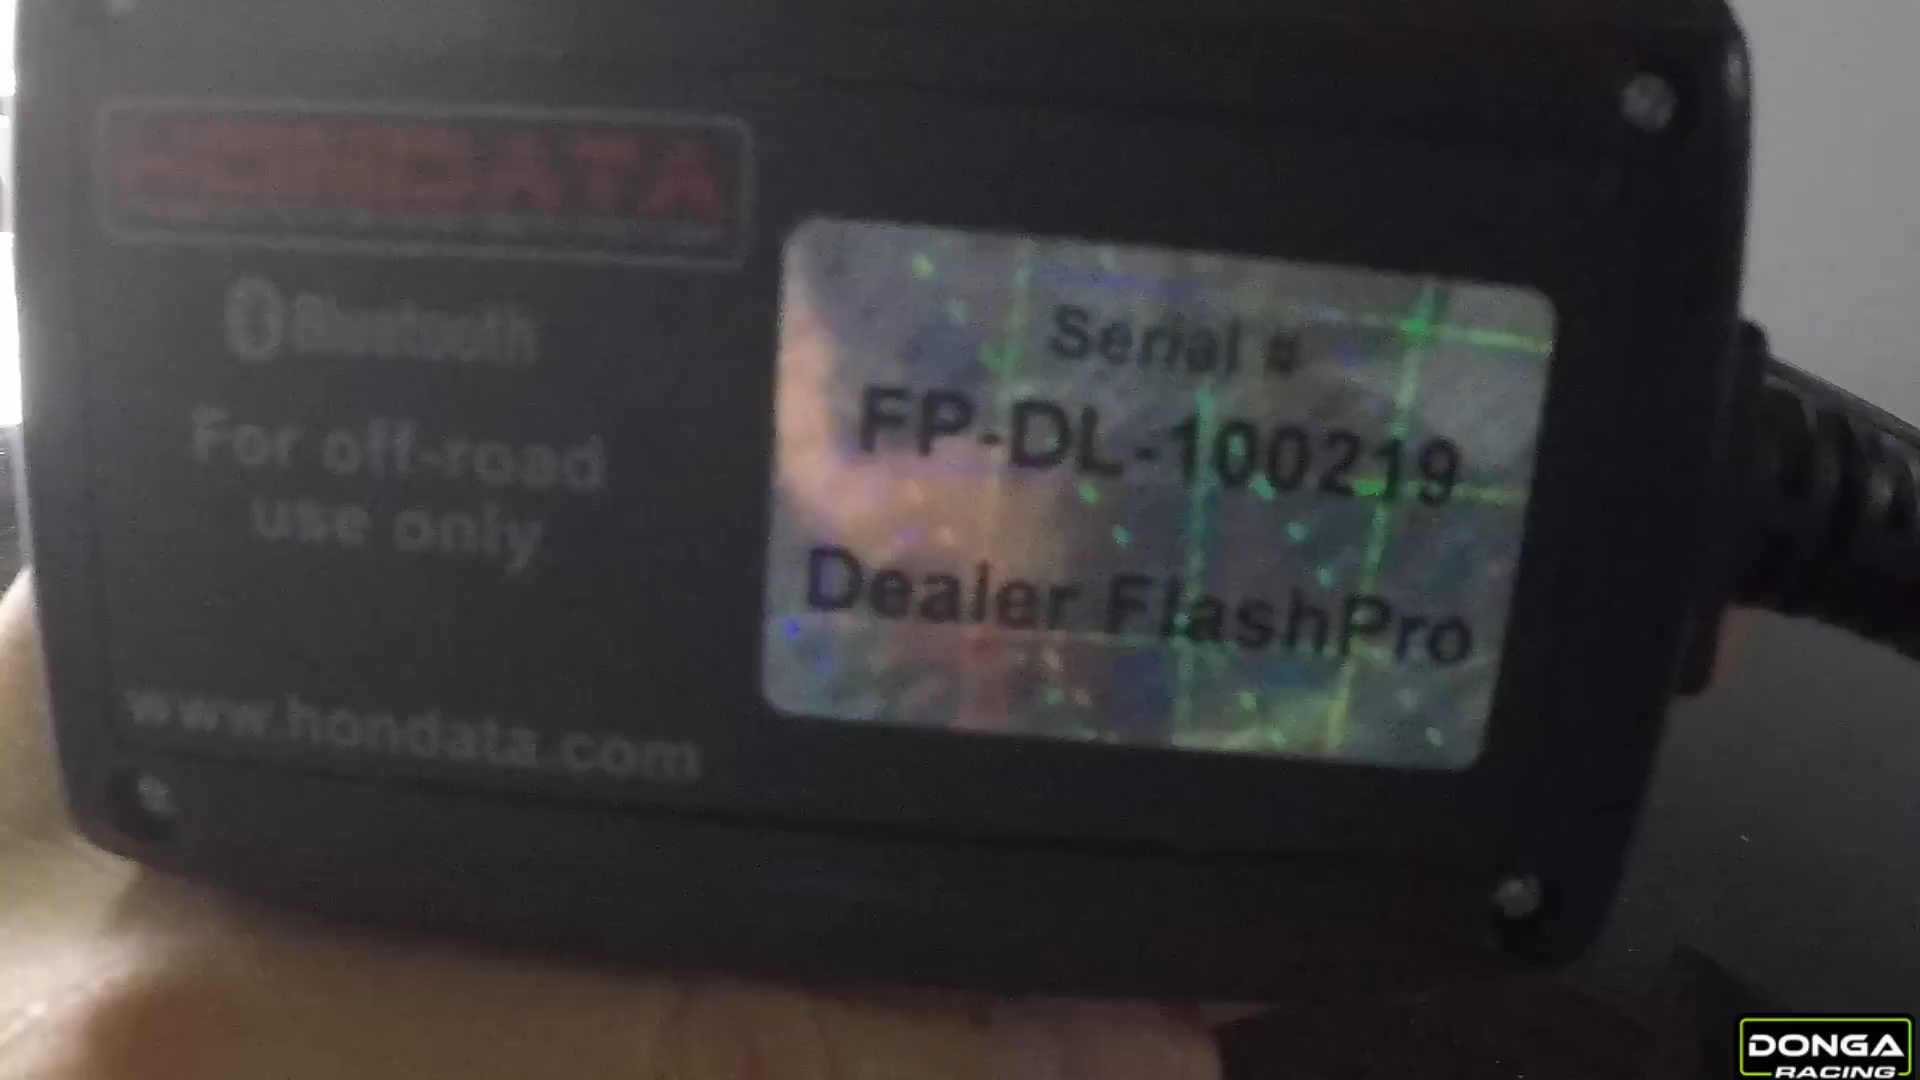 HONDATA
Bluetooth
For off-road
use only
www.hondata.com
Serial #
FP-DL-100219
Dealer FlashPro
DONGA
RACING